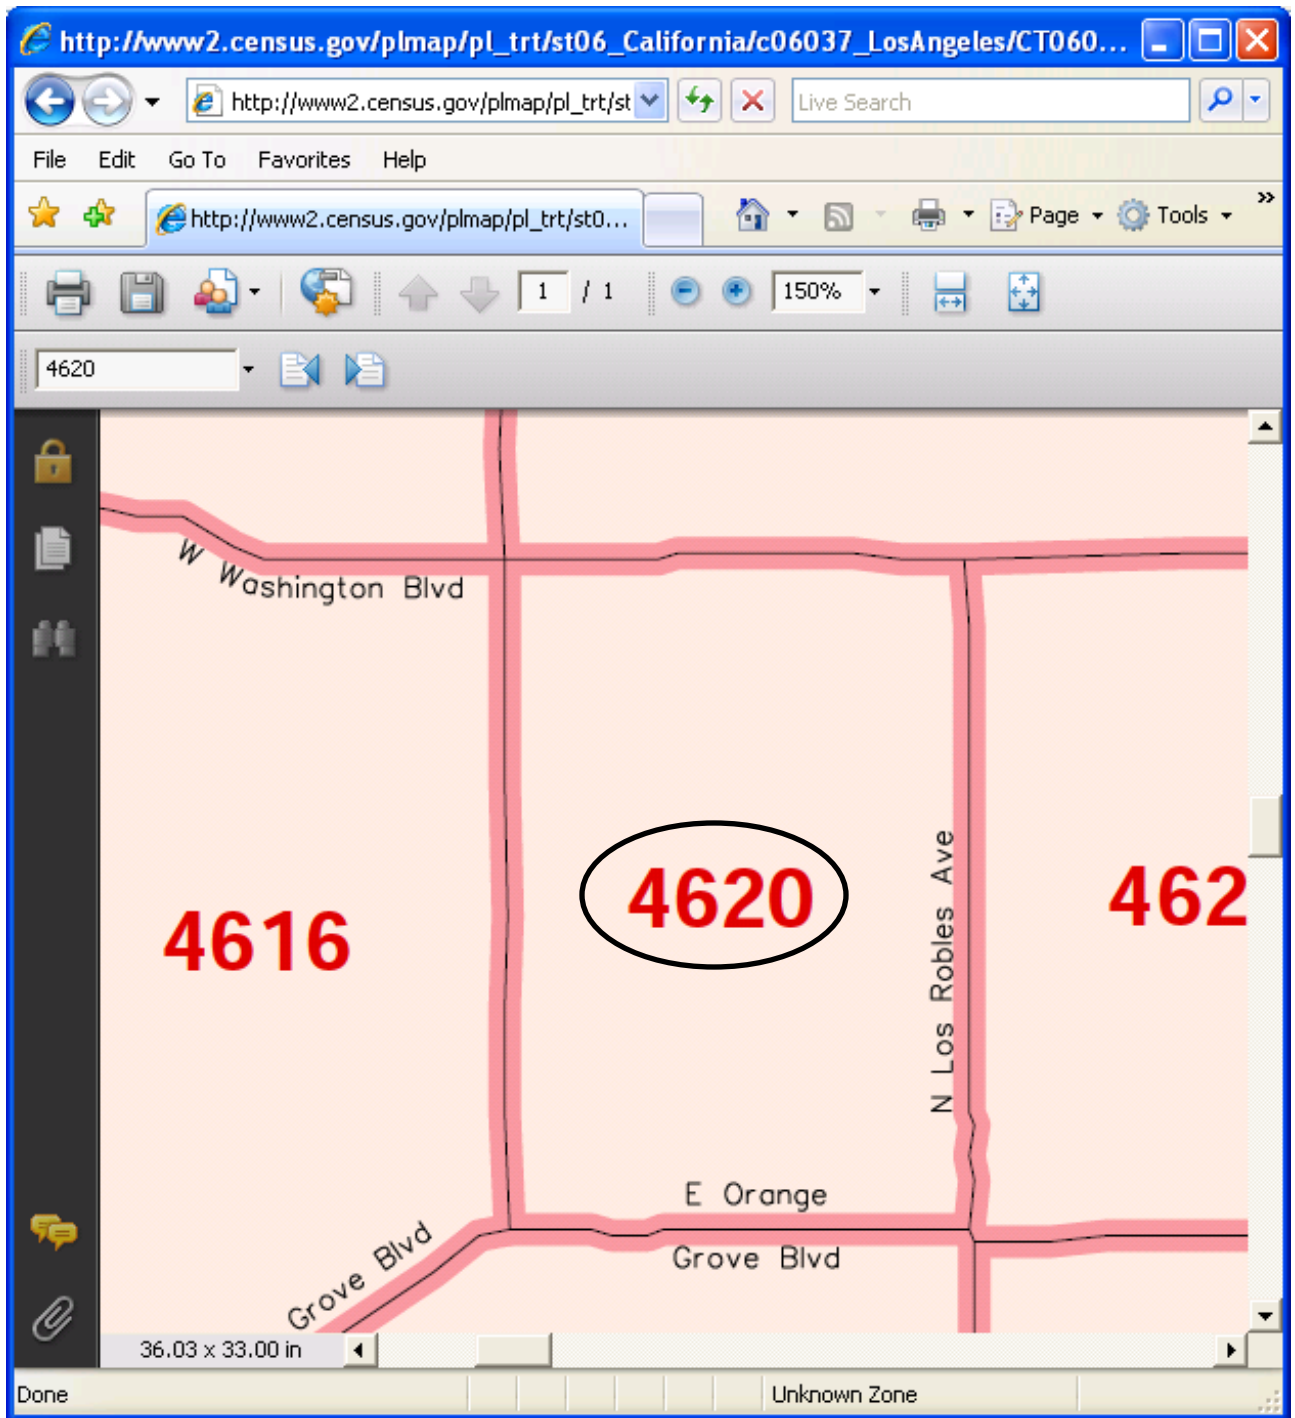 http://www2.census.gov/plmap/pl_trt/st06_California/c06037_LosAngeles/CT060...
http://www2.census.gov/plmap/pl_trt/st
Live Search
File Edit Go To Favorites Help
http://www2.census.gov/plmap/pl_trt/st0...
Page Tools »
1 / 1 150%
4620
W Washington Blvd
4616
4620
462
N Los Robles Ave
E Orange
Grove Blvd
Grove Blvd
36.03 x 33.00 in
Done Unknown Zone